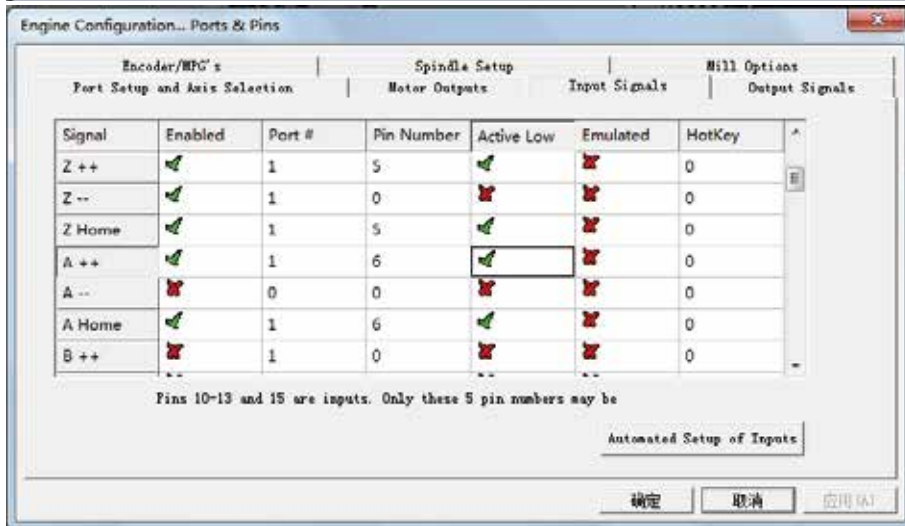 Engine Configuration... Ports & Pins
Encoder/MPG's Spindle Setup Mill Options
Port Setup and Axis Selection Motor Outputs Input Signals Output Signals
Signal Enabled Port # Pin Number Active Low Emulated HotKey
Z ++ 1 5 0
Z -- 1 0 0
Z Home 1 5 0
A ++ 1 6 0
A -- 0 0 0
A Home 1 6 0
B ++ 1 0 0
Pins 10-13 and 15 are inputs. Only these 5 pin numbers may be
Automated Setup of Inputs
确定 取消 应用(A)